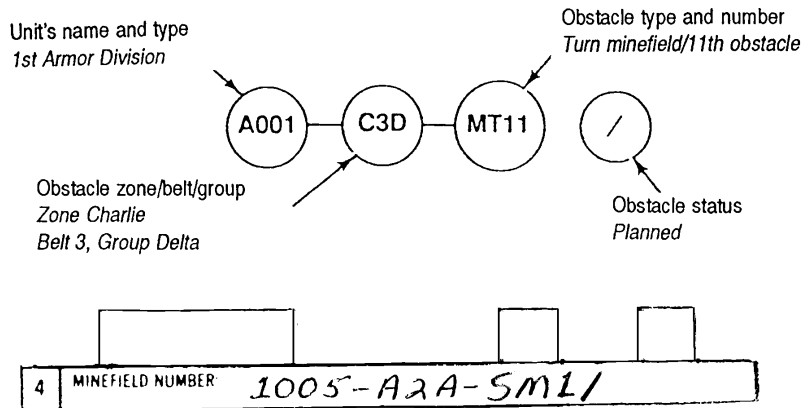 Unit's name and type
1st Armor Division
Obstacle type and number
Turn minefield/11th obstacle
A001 C3D MT11 /
Obstacle zone/belt/group
Zone Charlie
Belt 3, Group Delta
Obstacle status
Planned
4 MINEFIELD NUMBER: 1005-A2A-SM1/